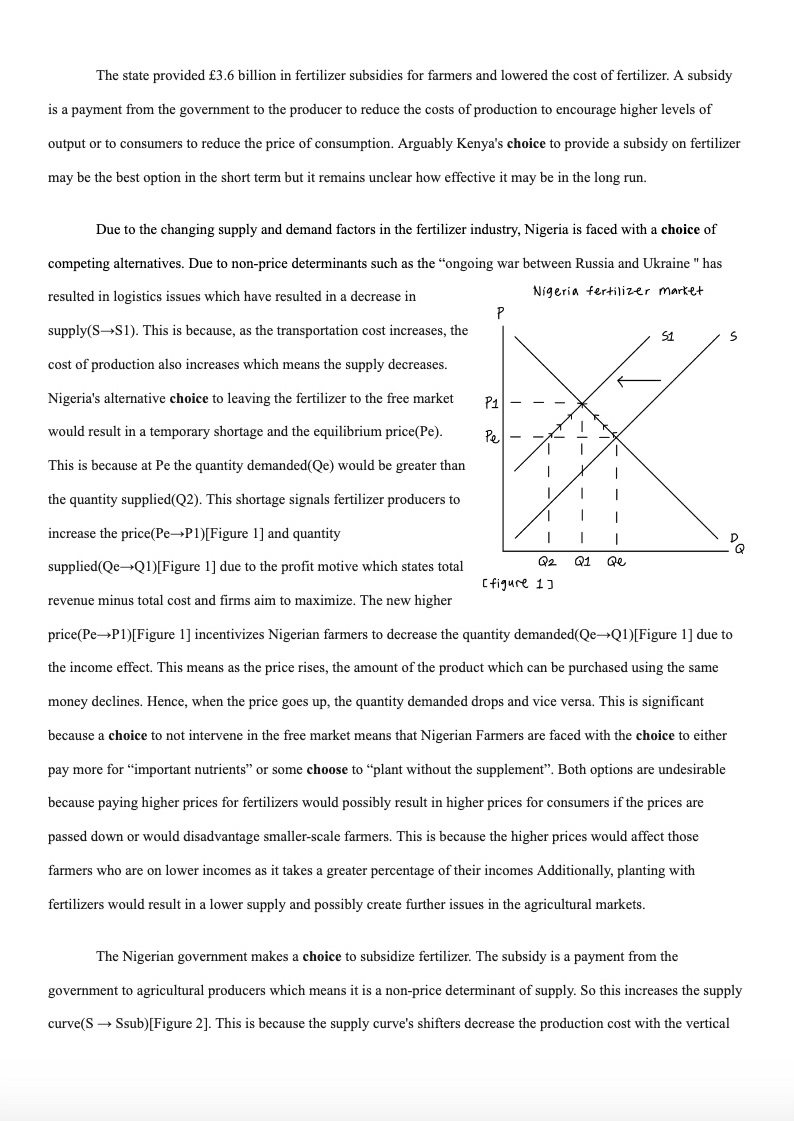 The state provided £3.6 billion in fertilizer subsidies for farmers and lowered the cost of fertilizer. A subsidy
is a payment from the government to the producer to reduce the costs of production to encourage higher levels of
output or to consumers to reduce the price of consumption. Arguably Kenya's choice to provide a subsidy on fertilizer
may be the best option in the short term but it remains unclear how effective it may be in the long run.
Due to the changing supply and demand factors in the fertilizer industry, Nigeria is faced with a choice of
competing alternatives. Due to non-price determinants such as the “ongoing war between Russia and Ukraine " has
resulted in logistics issues which have resulted in a decrease in
supply(S→S1). This is because, as the transportation cost increases, the
cost of production also increases which means the supply decreases.
Nigeria's alternative choice to leaving the fertilizer to the free market
would result in a temporary shortage and the equilibrium price(Pe).
This is because at Pe the quantity demanded(Qe) would be greater than
the quantity supplied(Q2). This shortage signals fertilizer producers to
increase the price(Pe→P1)[Figure 1] and quantity
supplied(Qe→Q1)[Figure 1] due to the profit motive which states total
revenue minus total cost and firms aim to maximize. The new higher
Nigeria fertilizer market
P
S1
S
P1
Pe
D
Q
Q2 Q1 Qe
[figure 1]
price(Pe→P1)[Figure 1] incentivizes Nigerian farmers to decrease the quantity demanded(Qe→Q1)[Figure 1] due to
the income effect. This means as the price rises, the amount of the product which can be purchased using the same
money declines. Hence, when the price goes up, the quantity demanded drops and vice versa. This is significant
because a choice to not intervene in the free market means that Nigerian Farmers are faced with the choice to either
pay more for “important nutrients” or some choose to “plant without the supplement”. Both options are undesirable
because paying higher prices for fertilizers would possibly result in higher prices for consumers if the prices are
passed down or would disadvantage smaller-scale farmers. This is because the higher prices would affect those
farmers who are on lower incomes as it takes a greater percentage of their incomes Additionally, planting with
fertilizers would result in a lower supply and possibly create further issues in the agricultural markets.
The Nigerian government makes a choice to subsidize fertilizer. The subsidy is a payment from the
government to agricultural producers which means it is a non-price determinant of supply. So this increases the supply
curve(S → Ssub)[Figure 2]. This is because the supply curve's shifters decrease the production cost with the vertical